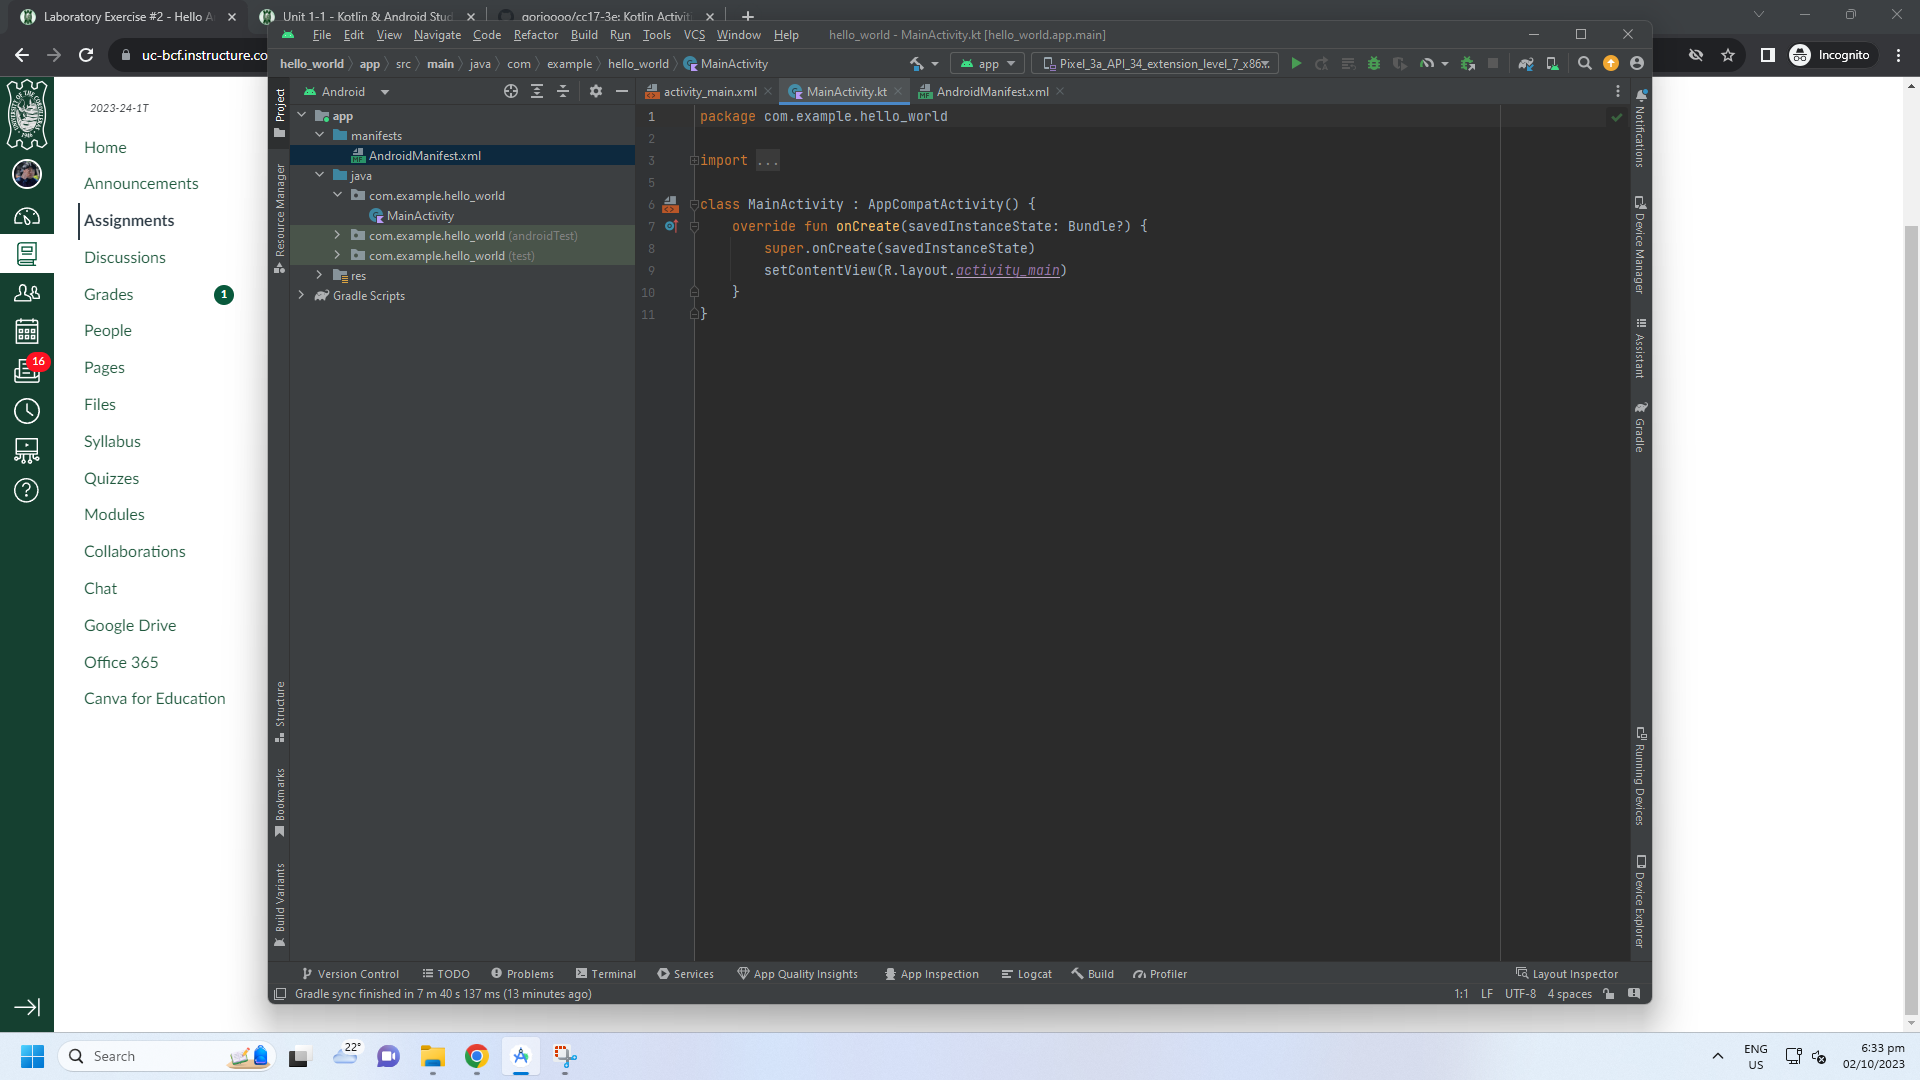 Laboratory Exercise #2 - Hello A
Unit 1-1 - Kotlin & Android Stud
gorioooo/cc17-3e: Kotlin Activiti
uc-bcf.instructure.co
Incognito
File Edit View Navigate Code Refactor Build Run Tools VCS Window Help
hello_world - MainActivity.kt [hello_world.app.main]
hello_world app src main java com example hello_world MainActivity
app
Pixel_3a_API_34_extension_level_7_x86...
2023-24-1T
Home
Announcements
Assignments
Discussions
Grades
1
People
Pages
Files
Syllabus
Quizzes
Modules
Collaborations
Chat
Google Drive
Office 365
Canva for Education
16
Project
Resource Manager
Structure
Bookmarks
Build Variants
Android
app
manifests
AndroidManifest.xml
java
com.example.hello_world
MainActivity
com.example.hello_world (androidTest)
com.example.hello_world (test)
res
Gradle Scripts
activity_main.xml
MainActivity.kt
AndroidManifest.xml
1 package com.example.hello_world
2
3 import ...
5
6 class MainActivity : AppCompatActivity() {
7 override fun onCreate(savedInstanceState: Bundle?) {
8 super.onCreate(savedInstanceState)
9 setContentView(R.layout.activity_main)
10 }
11 }
Notifications
Device Manager
Assistant
Gradle
Running Devices
Device Explorer
Version Control TODO Problems Terminal Services App Quality Insights App Inspection Logcat Build Profiler Layout Inspector
Gradle sync finished in 7 m 40 s 137 ms (13 minutes ago)
1:1 LF UTF-8 4 spaces
Search
22°
ENG
US
6:33 pm
02/10/2023